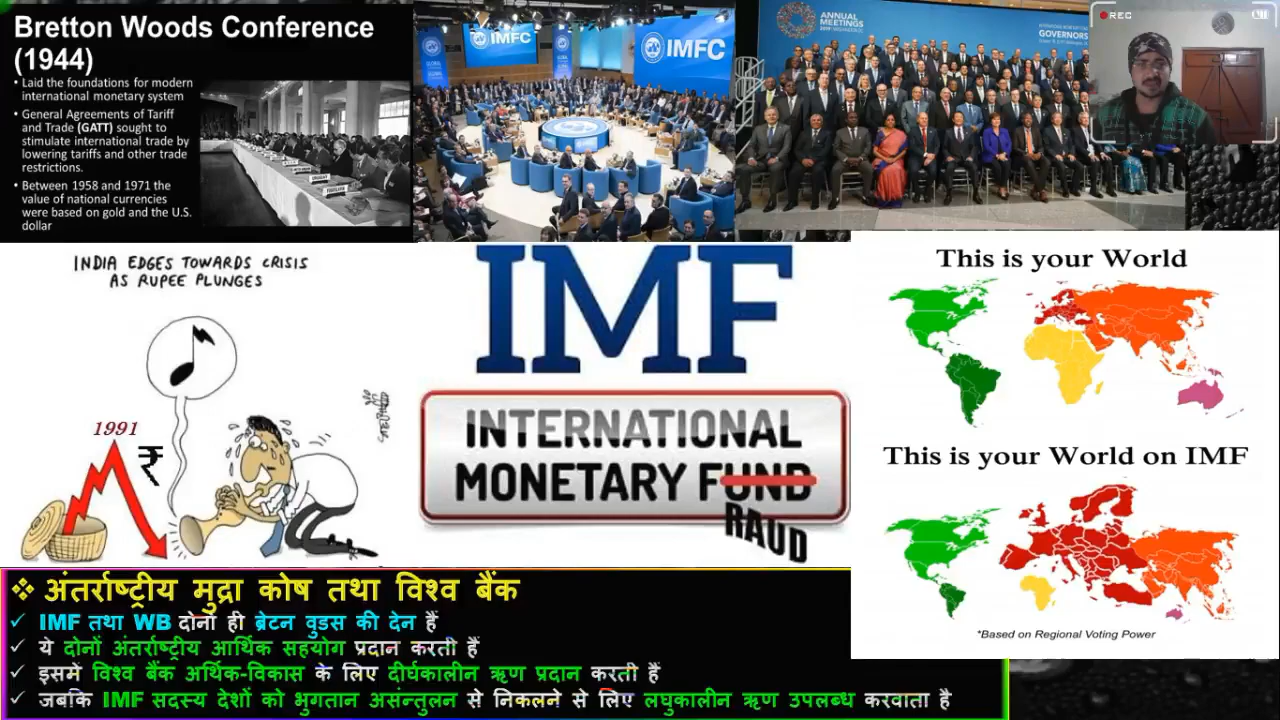 Bretton Woods Conference
(1944)
• Laid the foundations for modern
international monetary system
• General Agreements of Tariff
and Trade (GATT) sought to
stimulate international trade by
lowering tariffs and other trade
restrictions.
• Between 1958 and 1971 the
value of national currencies
were based on gold and the U.S.
dollar
IMFC
IMFC
ANNUAL
MEETINGS
GOVERNORS
REC
INDIA EDGES TOWARDS CRISIS
AS RUPEE PLUNGES
1991
₹
IMF
INTERNATIONAL
MONETARY FUND
RAUD
This is your World
This is your World on IMF
*Based on Regional Voting Power
❖ अंतर्राष्ट्रीय मुद्रा कोष तथा विश्व बैंक
✓ IMF तथा WB दोनों ही ब्रेटन वुडस की देन हैं
✓ ये दोनों अंतर्राष्ट्रीय आर्थिक सहयोग प्रदान करती हैं
✓ इसमें विश्व बैंक अर्थिक-विकास के लिए दीर्घकालीन ऋण प्रदान करती हैं
✓ जबकि IMF सदस्य देशों को भुगतान असंन्तुलन से निकलने से लिए लघुकालीन ऋण उपलब्ध करवाता है